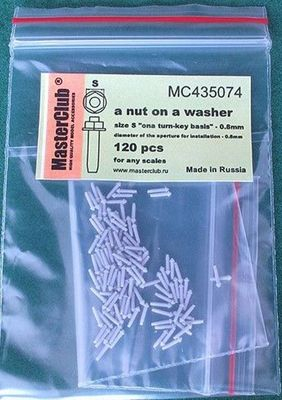 MasterClub®
HIGH QUALITY MODEL ACCESSORIES
S
MC435074
a nut on a washer
size S "ona turn-key basis" - 0.8mm
diameter of the aperture for installation - 0.6mm
120 pcs
for any scales
www.masterclub.ru
Made in Russia